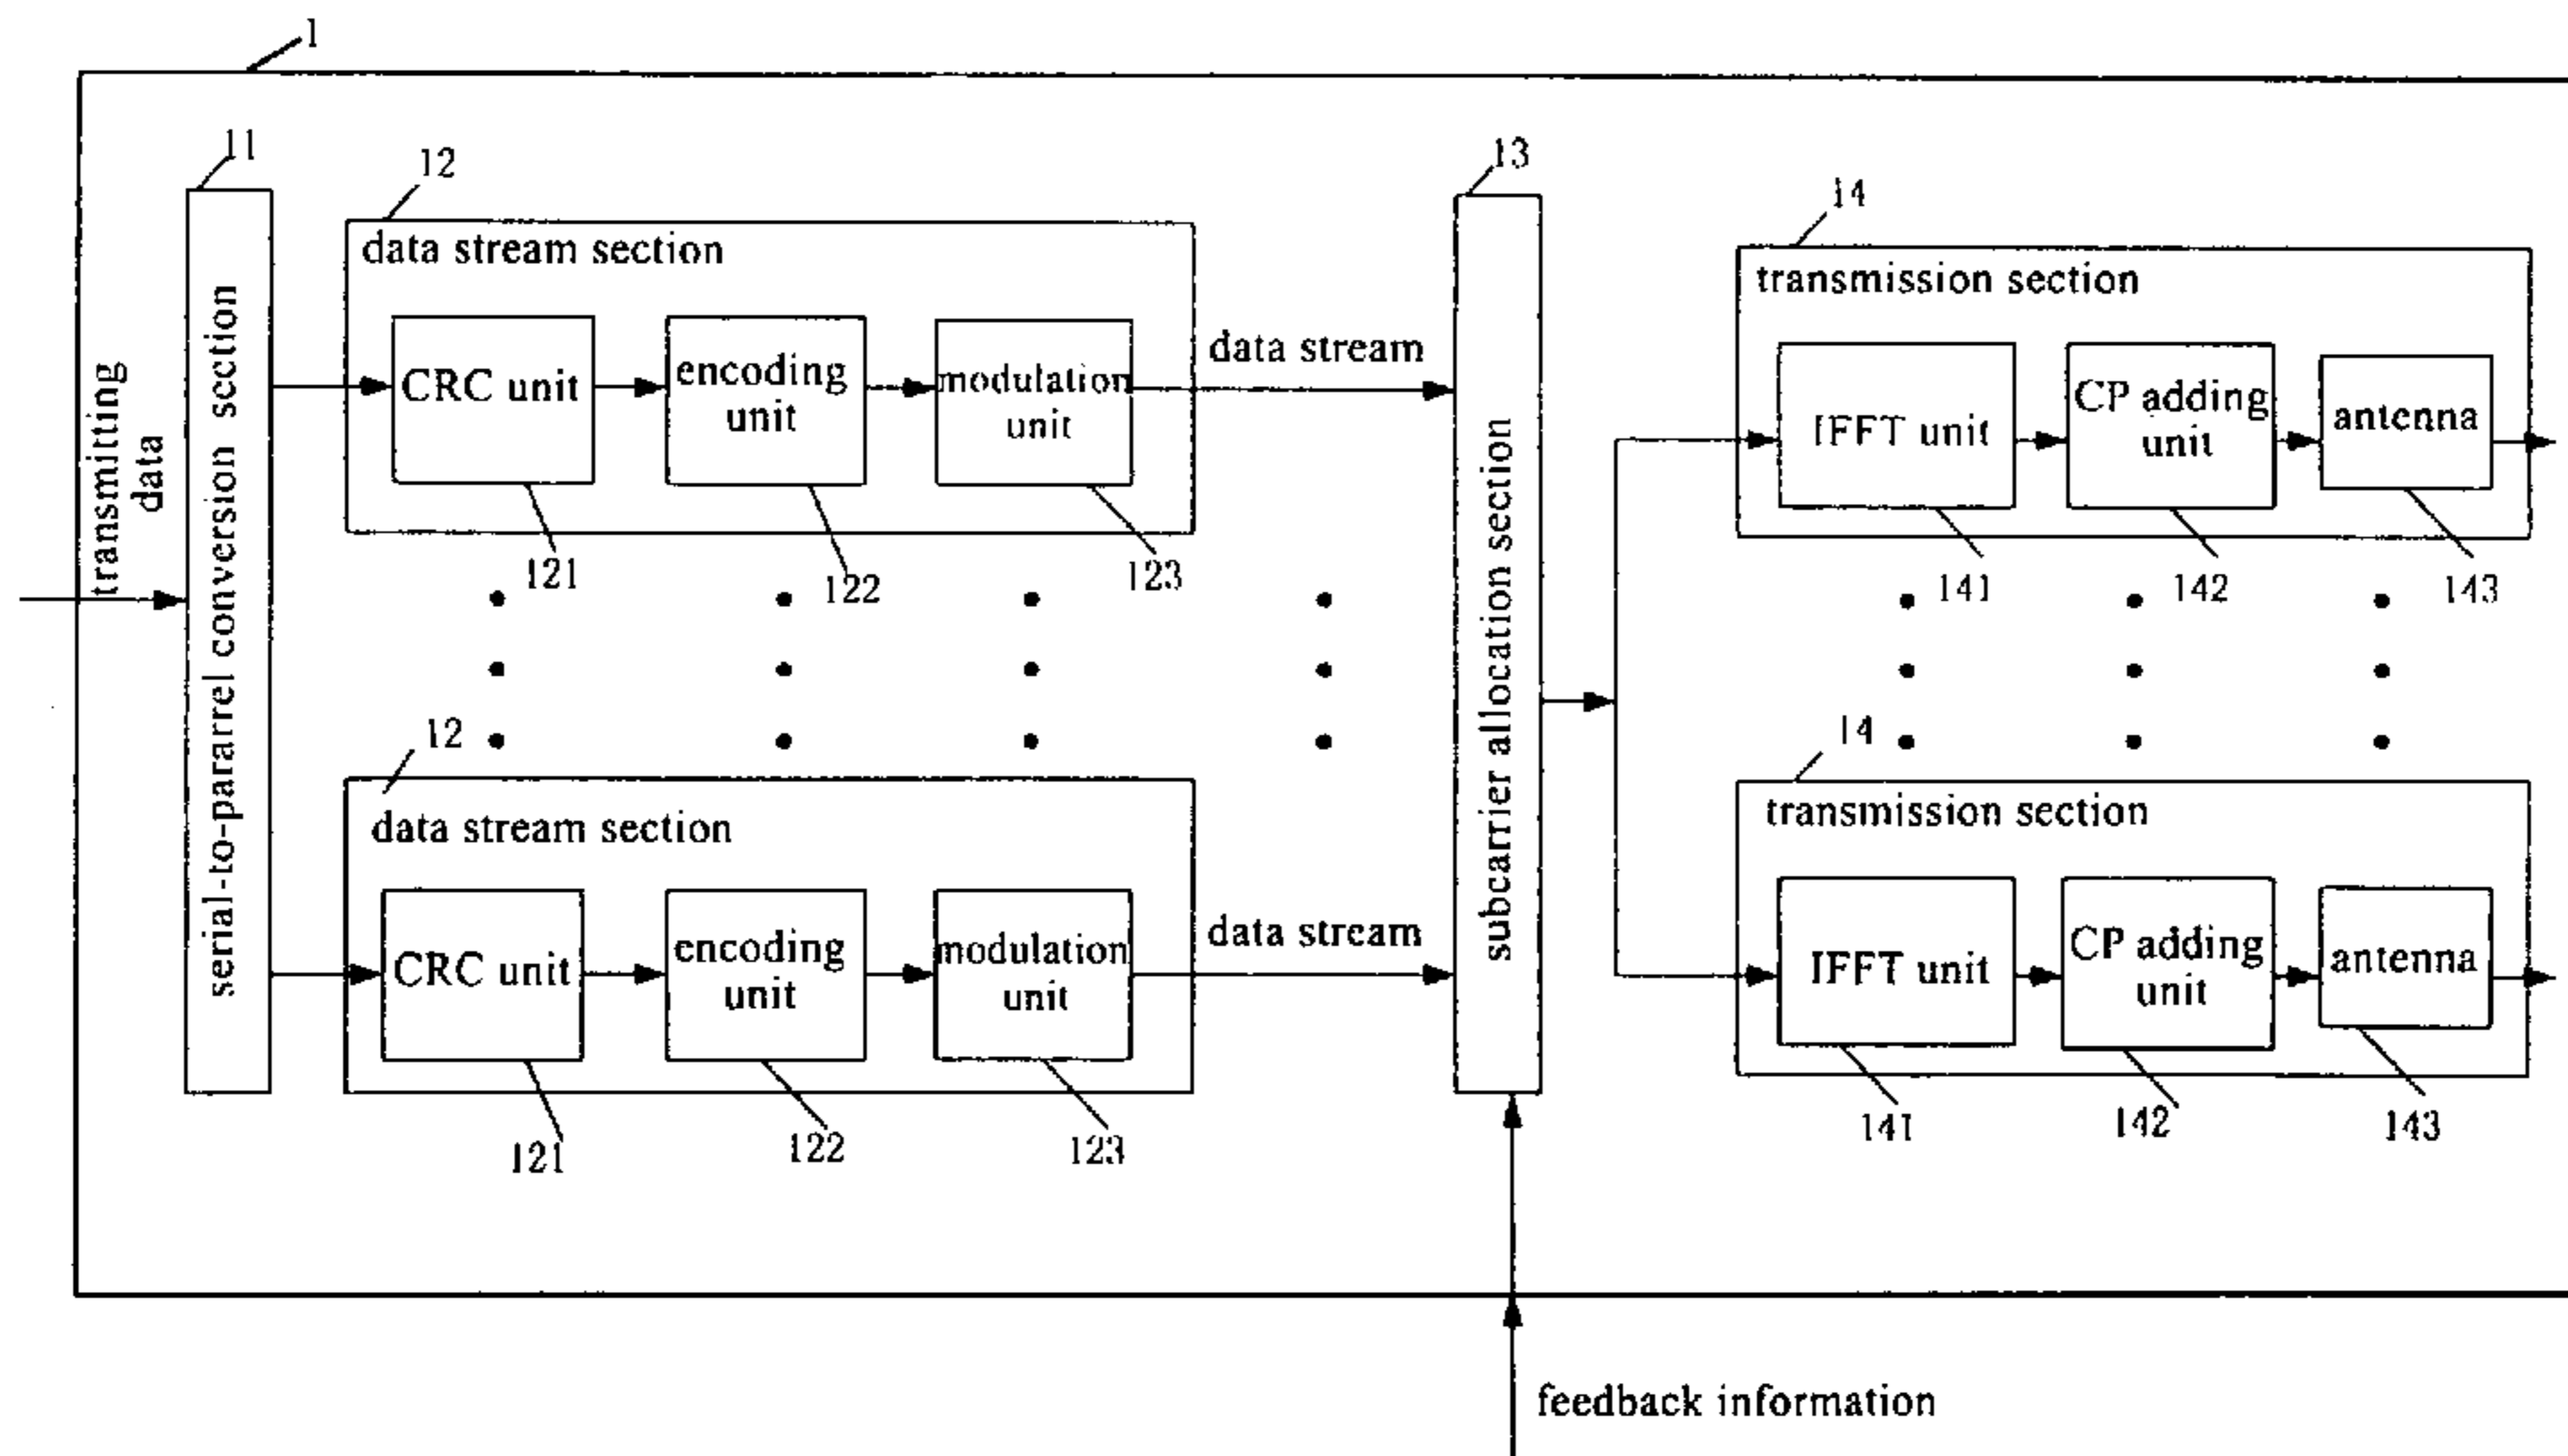 1
11
12
13
14
data stream section
transmission section
transmitting
data
serial-to-pararrel conversion section
CRC unit
encoding
unit
modulation
unit
data stream
subcarrier allocation section
IFFT unit
CP adding
unit
antenna
121
122
123
141
142
143
12
14
data stream section
transmission section
CRC unit
encoding
unit
modulation
unit
data stream
IFFT unit
CP adding
unit
antenna
121
122
123
141
142
143
feedback information